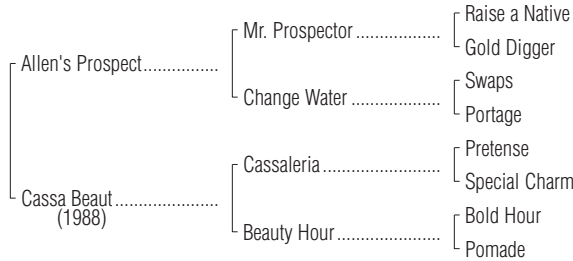 Raise a Native
Mr. Prospector ....................
Gold Digger
Allen's Prospect..................
Swaps
Change Water .....................
Portage
Pretense
Cassaleria ...........................
Special Charm
Cassa Beaut .........................
(1988)
Bold Hour
Beauty Hour .........................
Pomade